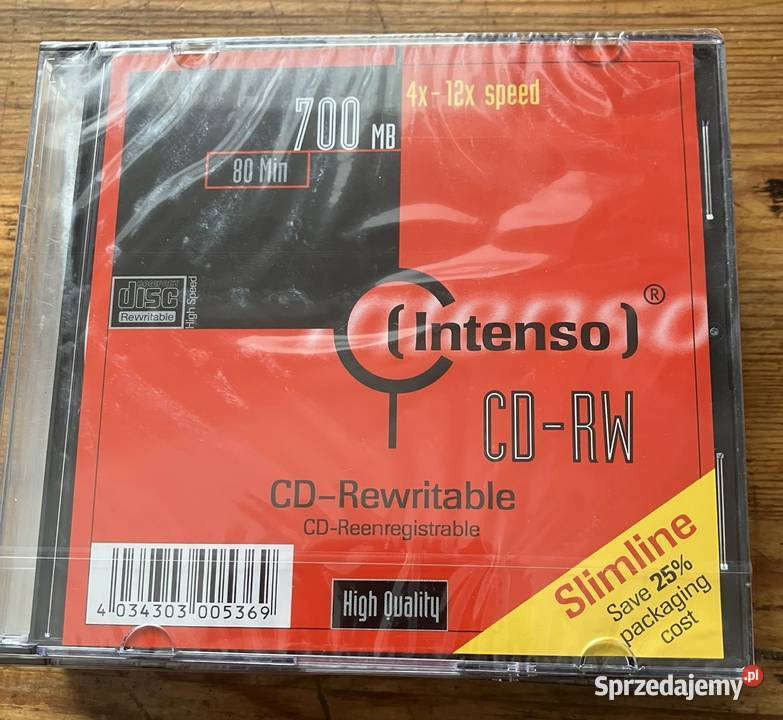 4x-12x speed
700 MB
80 Min
disc
Rewritable
High Speed
(Intenso) ®
CD-RW
CD-Rewritable
CD-Reenregistrable
Slimline
Save 25%
packaging
cost
4 034303 005369
High Quality
Sprzedajemy.pl